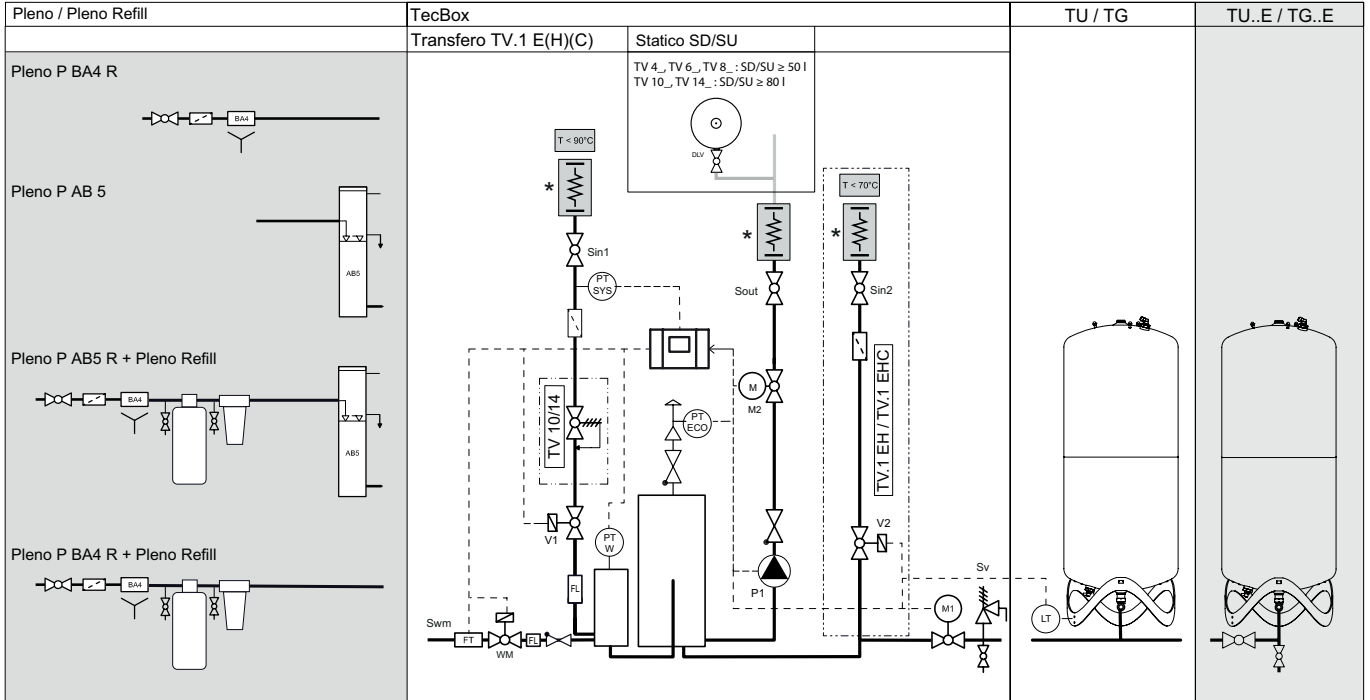 Pleno / Pleno Refill
TecBox
TU / TG
TU..E / TG..E
Transfero TV.1 E(H)(C)
Statico SD/SU
Pleno P BA4 R
BA4
Pleno P AB 5
AB5
Pleno P AB5 R + Pleno Refill
BA4
AB5
Pleno P BA4 R + Pleno Refill
BA4
TV 4_, TV 6_, TV 8_ : SD/SU ≥ 50 l
TV 10_, TV 14_ : SD/SU ≥ 80 l
DLV
T < 90°C
*
Sin1
PT
SYS
TV 10/14
V1
FL
PT
W
Swm
FT
WM
FL
PT
ECO
*
Sout
M
M2
P1
T < 70°C
*
Sin2
TV.1 EH / TV.1 EHC
V2
M1
Sv
LT